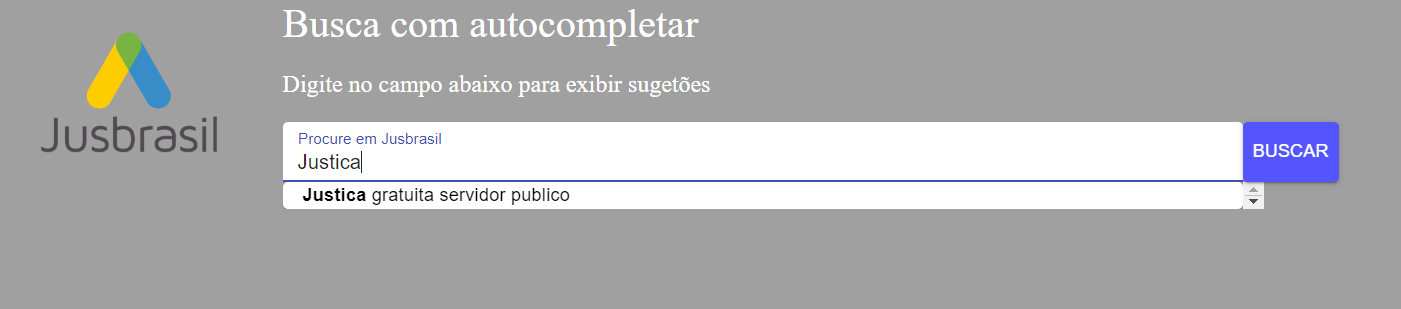 Busca com autocompletar
Jusbrasil
Digite no campo abaixo para exibir sugetões
Procure em Jusbrasil
Justica
BUSCAR
Justica gratuita servidor publico